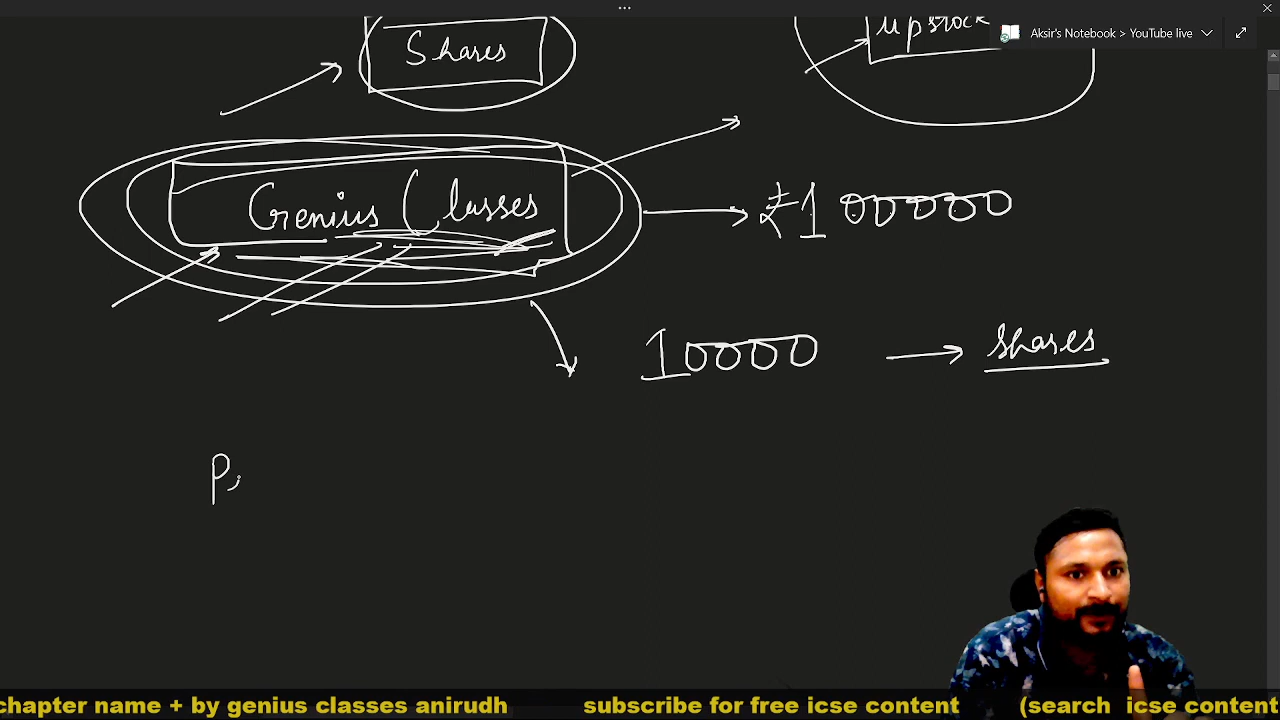 upstock
Aksir's Notebook > YouTube live
Shares
Genius Classes
₹1 00000
10000
shares
chapter name + by genius classes anirudh subscribe for free icse content (search icse content